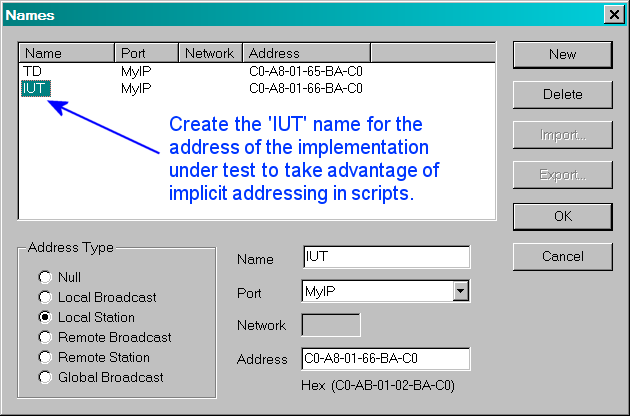 Names
Name Port Network Address
TD MyIP C0-A8-01-65-BA-C0
IUT MyIP C0-A8-01-66-BA-C0
Create the 'IUT' name for the
address of the implementation
under test to take advantage of
implicit addressing in scripts.
New
Delete
Import...
Export...
OK
Cancel
Address Type
Null
Local Broadcast
Local Station
Remote Broadcast
Remote Station
Global Broadcast
Name IUT
Port MyIP
Network
Address C0-A8-01-66-BA-C0
Hex (C0-AB-01-02-BA-C0)